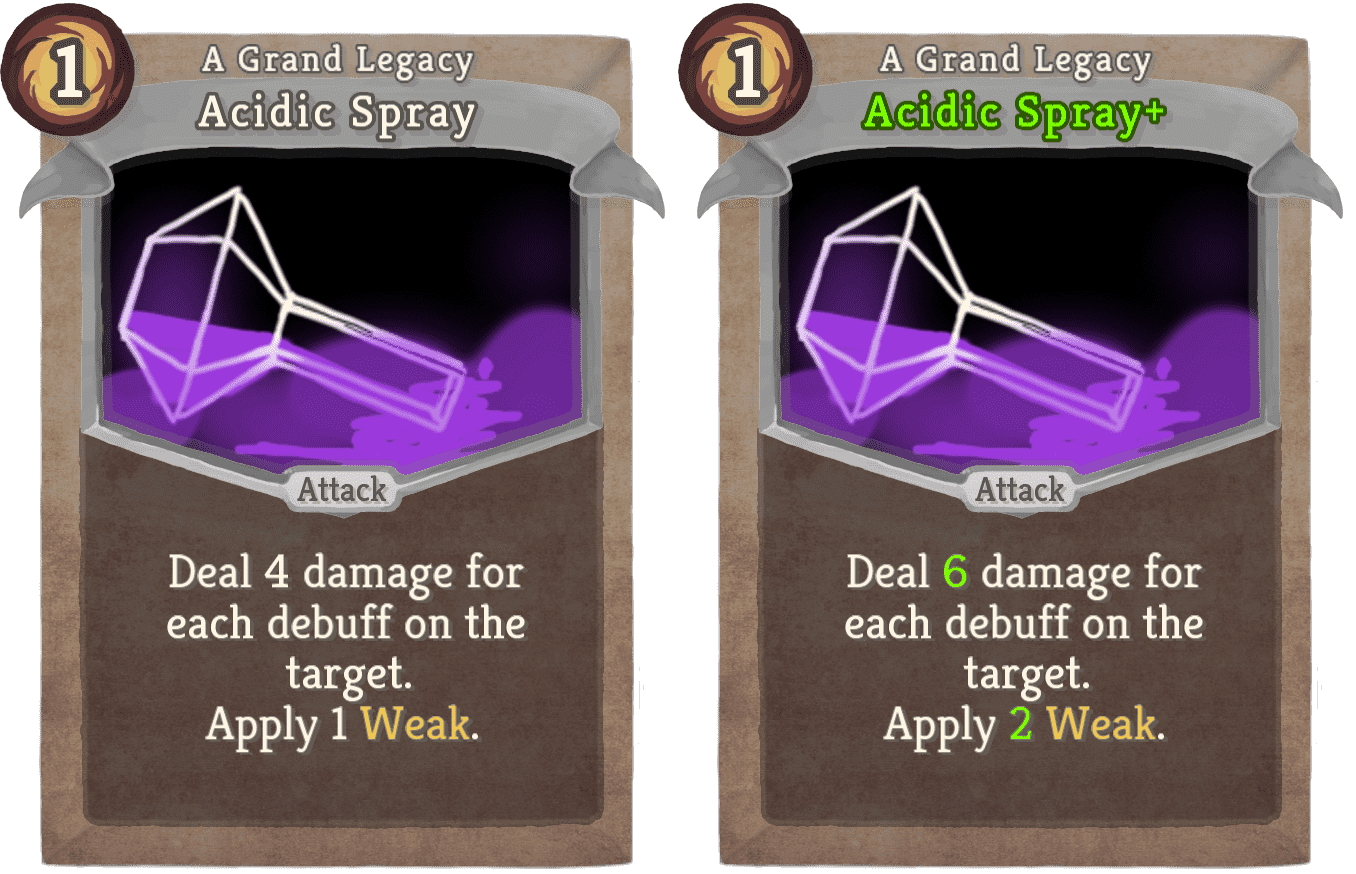 1
A Grand Legacy
Acidic Spray
Attack
Deal 4 damage for
each debuff on the
target.
Apply 1 Weak.
1
A Grand Legacy
Acidic Spray+
Attack
Deal 6 damage for
each debuff on the
target.
Apply 2 Weak.